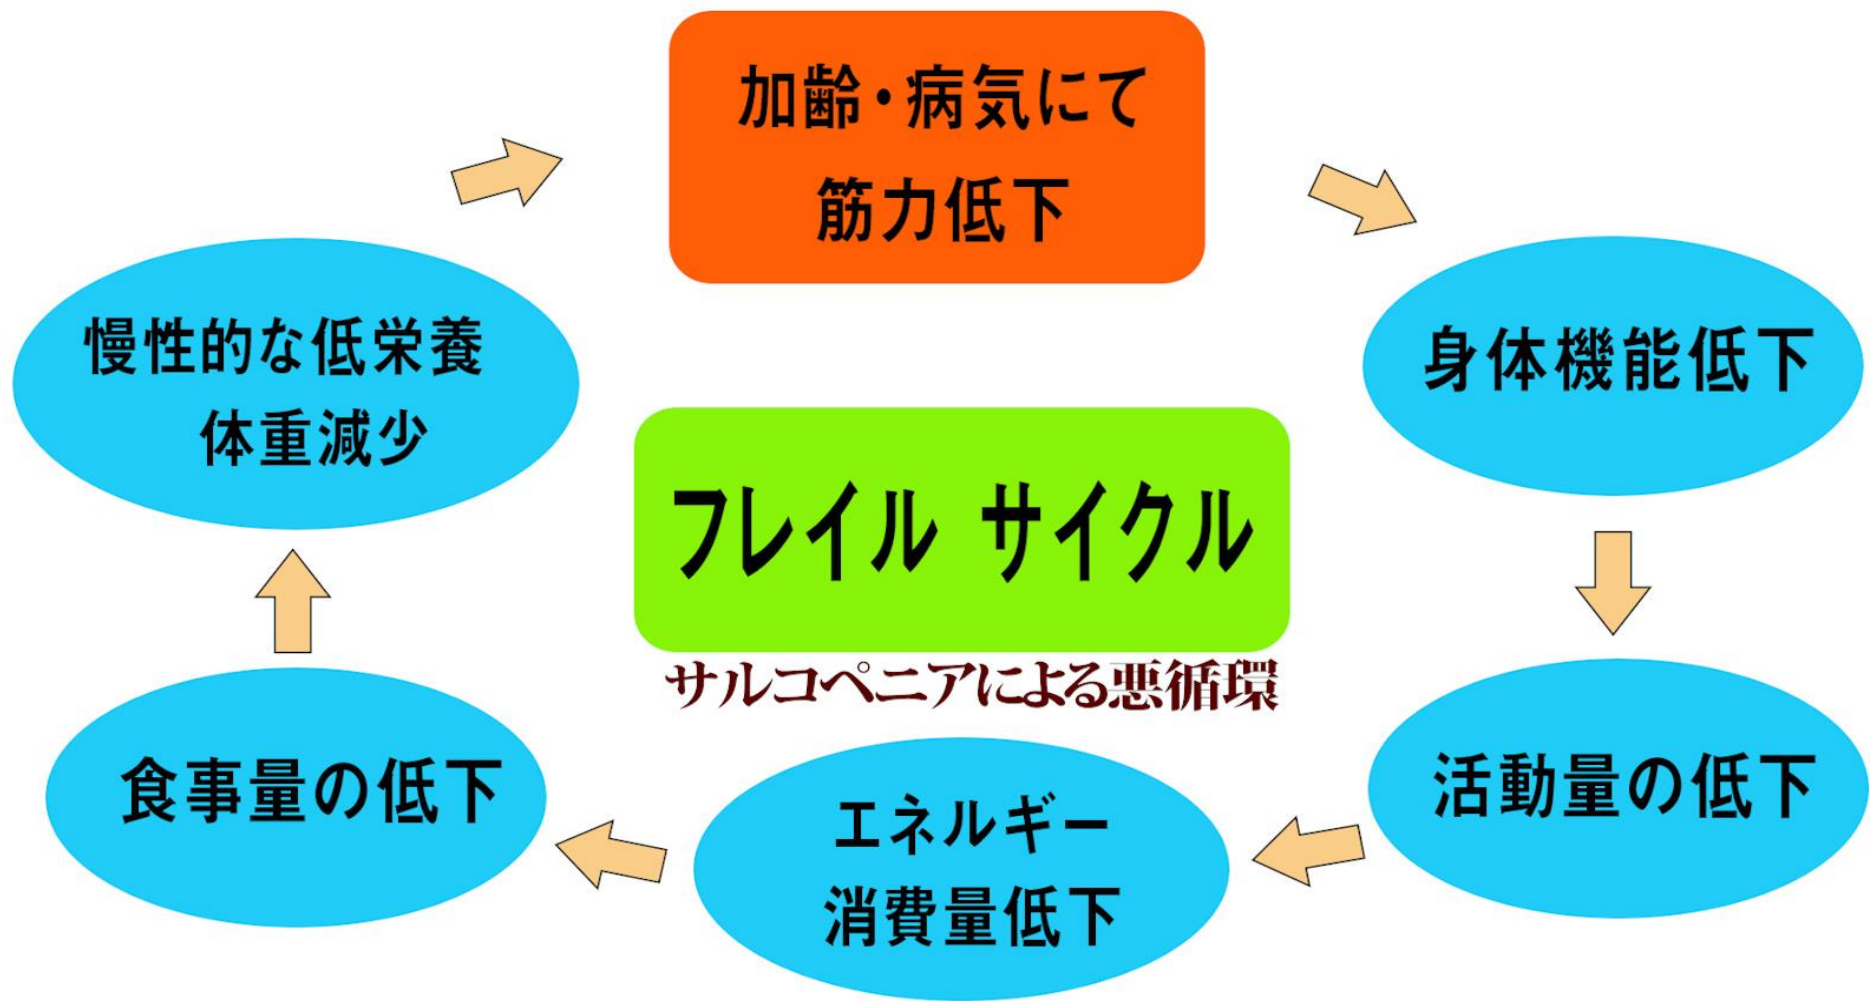 加齢・病気にて
筋力低下
身体機能低下
活動量の低下
エネルギー
消費量低下
食事量の低下
慢性的な低栄養
体重減少
フレイル サイクル
サルコペニアによる悪循環